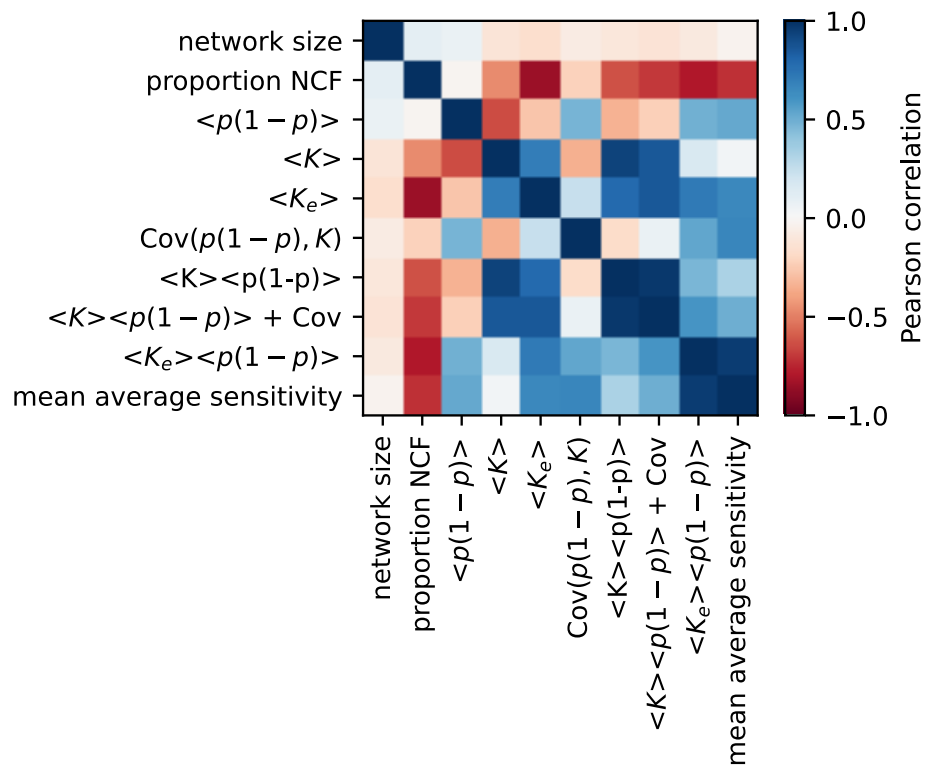 network size
proportion NCF
<p(1 − p)>
<K>
<Kₑ>
Cov(p(1 − p), K)
<K><p(1-p)>
<K><p(1 − p)> + Cov
<Kₑ><p(1 − p)>
mean average sensitivity
1.0
0.5
0.0
−0.5
−1.0
Pearson correlation
network size
proportion NCF
<p(1 − p)>
<K>
<Kₑ>
Cov(p(1 − p), K)
<K><p(1-p)>
<K><p(1 − p)> + Cov
<Kₑ><p(1 − p)>
mean average sensitivity